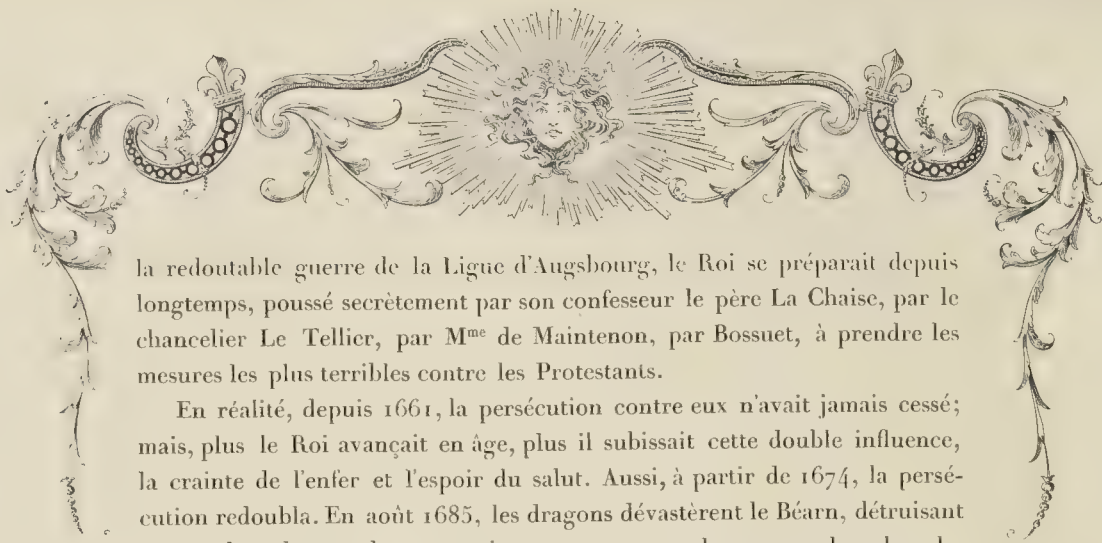 la redoutable guerre de la Ligue d'Augsbourg, le Roi se préparait depuis
longtemps, poussé secrètement par son confesseur le père La Chaise, par le
chancelier Le Tellier, par Mme de Maintenon, par Bossuet, à prendre les
mesures les plus terribles contre les Protestants.
En réalité, depuis 1661, la persécution contre eux n'avait jamais cessé;
mais, plus le Roi avançait en âge, plus il subissait cette double influence,
la crainte de l'enfer et l'espoir du salut. Aussi, à partir de 1674, la persé-
cution redoubla. En août 1685, les dragons dévastèrent le Béarn, détruisant